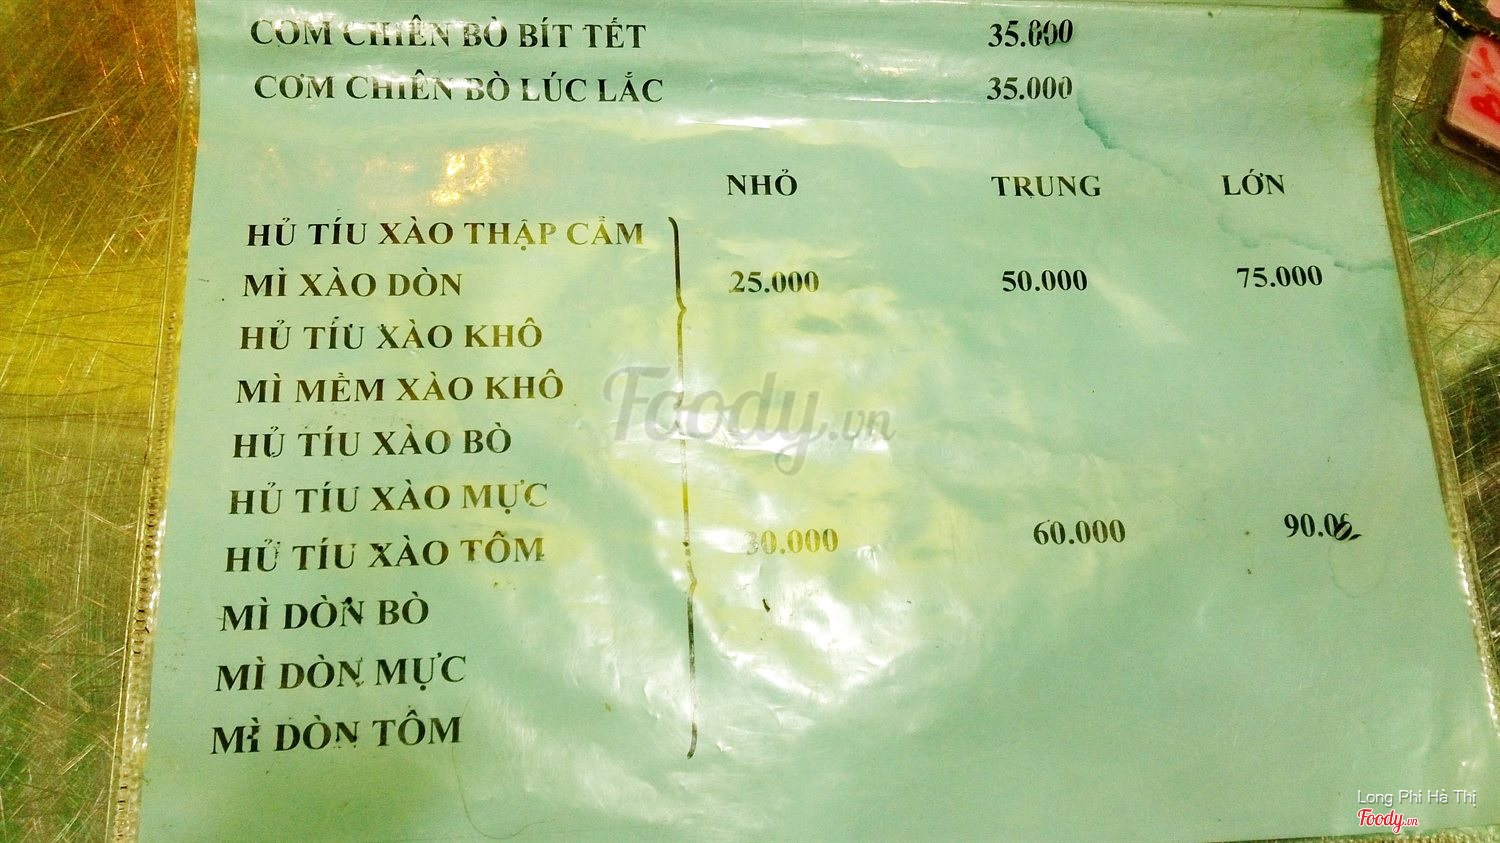 CƠM CHIÊN BÒ BÍT TẾT 35.000
CƠM CHIÊN BÒ LÚC LẮC 35.000
NHỎ TRUNG LỚN
HỦ TÍU XÀO THẬP CẨM
MÌ XÀO DÒN 25.000 50.000 75.000
HỦ TÍU XÀO KHÔ
MÌ MỀM XÀO KHÔ
Foody.vn
HỦ TÍU XÀO BÒ
HỦ TÍU XÀO MỰC
HỦ TÍU XÀO TÔM 30.000 60.000
MÌ DÒN BÒ
MÌ DÒN MỰC
MÌ DÒN TÔM
Long Phi Hà Thị
Foody.vn